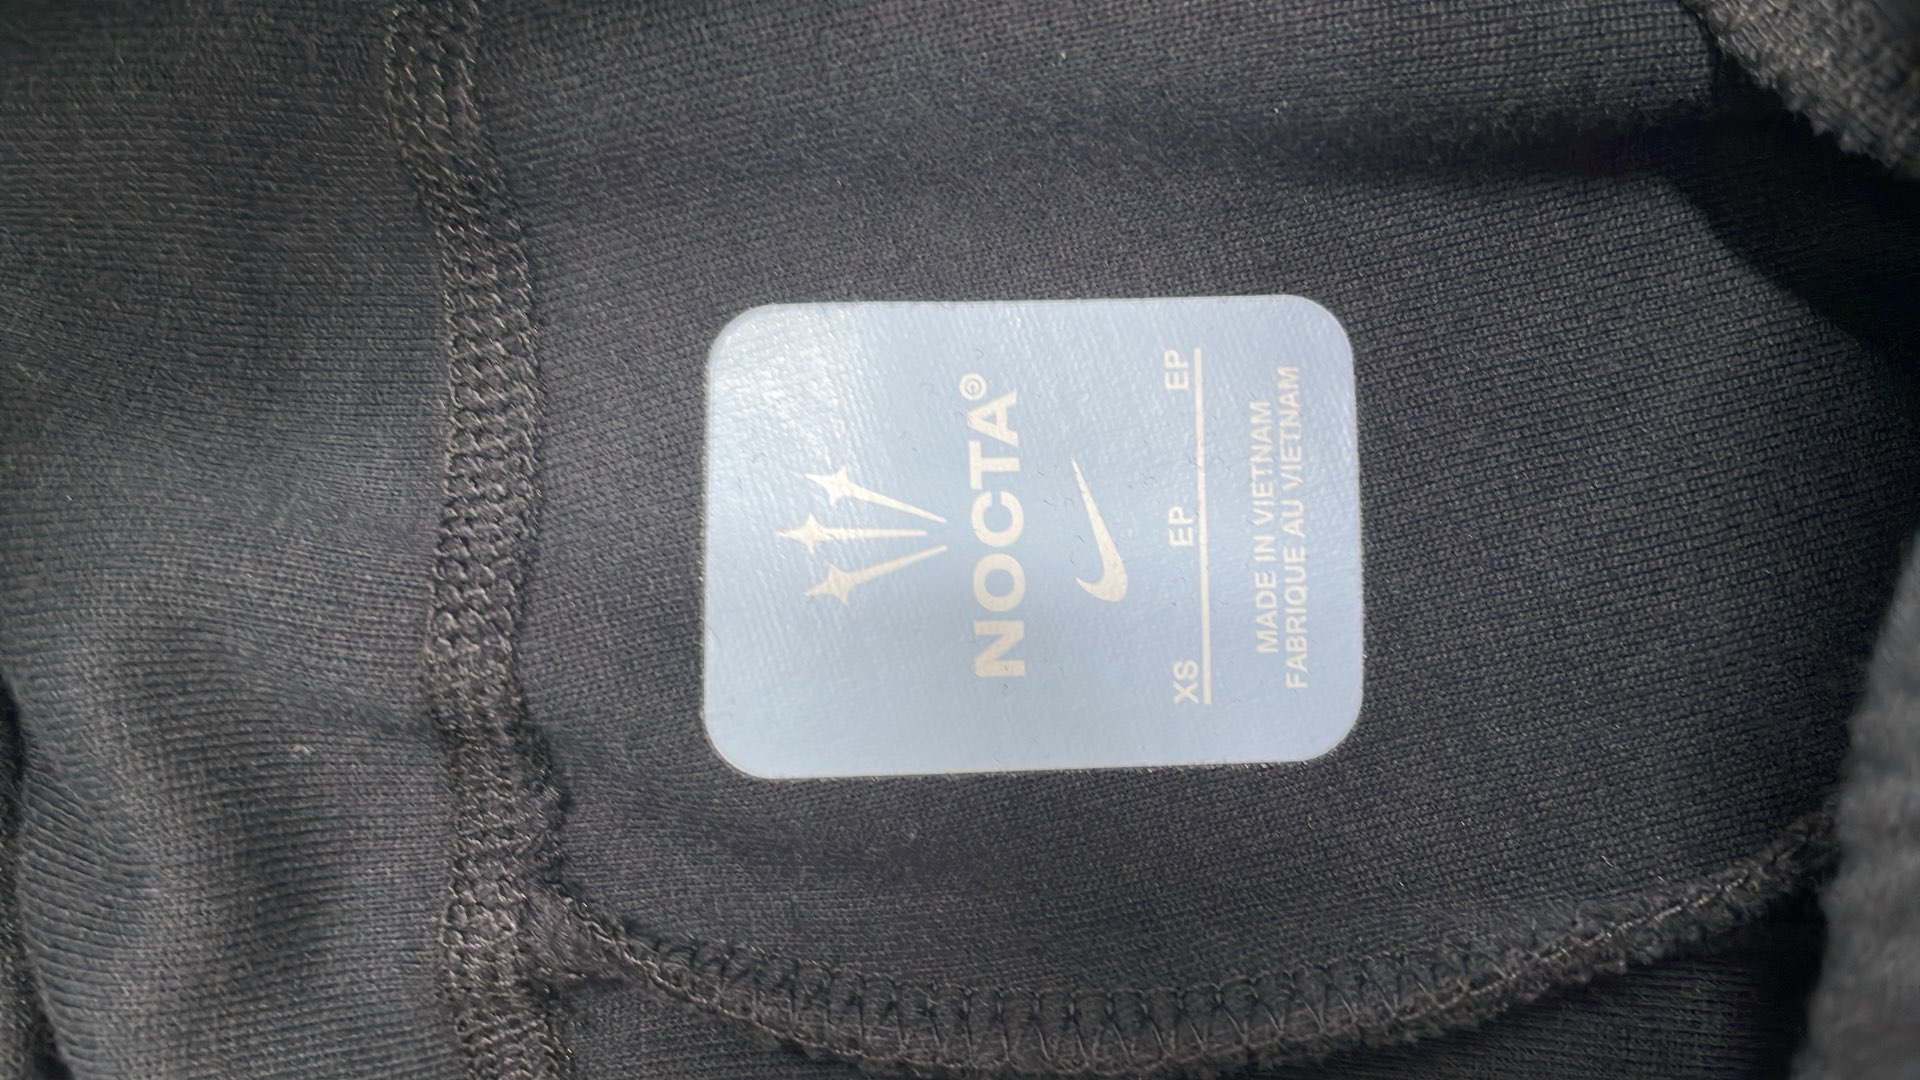 NOCTA®
XS EP EP
MADE IN VIETNAM
FABRIQUE AU VIETNAM